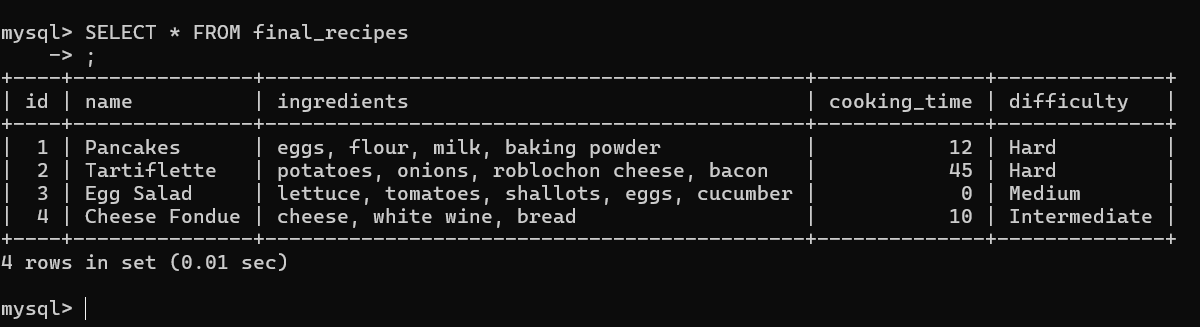 mysql> SELECT * FROM final_recipes
    -> ;
+----+---------------+----------------------------------------------+--------------+--------------+
| id | name          | ingredients                                  | cooking_time | difficulty   |
+----+---------------+----------------------------------------------+--------------+--------------+
|  1 | Pancakes      | eggs, flour, milk, baking powder             |           12 | Hard         |
|  2 | Tartiflette   | potatoes, onions, roblochon cheese, bacon    |           45 | Hard         |
|  3 | Egg Salad     | lettuce, tomatoes, shallots, eggs, cucumber  |            0 | Medium       |
|  4 | Cheese Fondue | cheese, white wine, bread                    |           10 | Intermediate |
+----+---------------+----------------------------------------------+--------------+--------------+
4 rows in set (0.01 sec)
mysql>